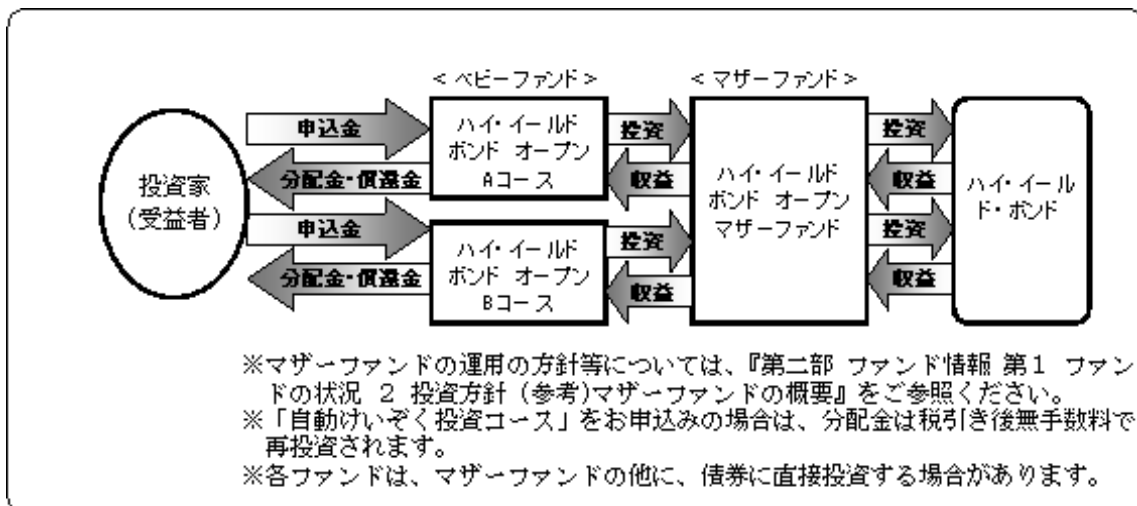 <ベビーファンド>
<マザーファンド>
投資家
(受益者)
申込金
分配金・償還金
申込金
分配金・償還金
ハイ・イールド
ボンド オープン
Aコース
ハイ・イールド
ボンド オープン
Bコース
投資
収益
投資
収益
ハイ・イールド
ボンド オープン
マザーファンド
投資
収益
投資
収益
ハイ・イール
ド・ボンド
※マザーファンドの運用の方針等については、『第二部 ファンド情報 第1 ファン
ドの状況 2 投資方針 (参考)マザーファンドの概要』をご参照ください。
※「自動けいぞく投資コース」をお申込みの場合は、分配金は税引き後無手数料で
再投資されます。
※各ファンドは、マザーファンドの他に、債券に直接投資する場合があります。